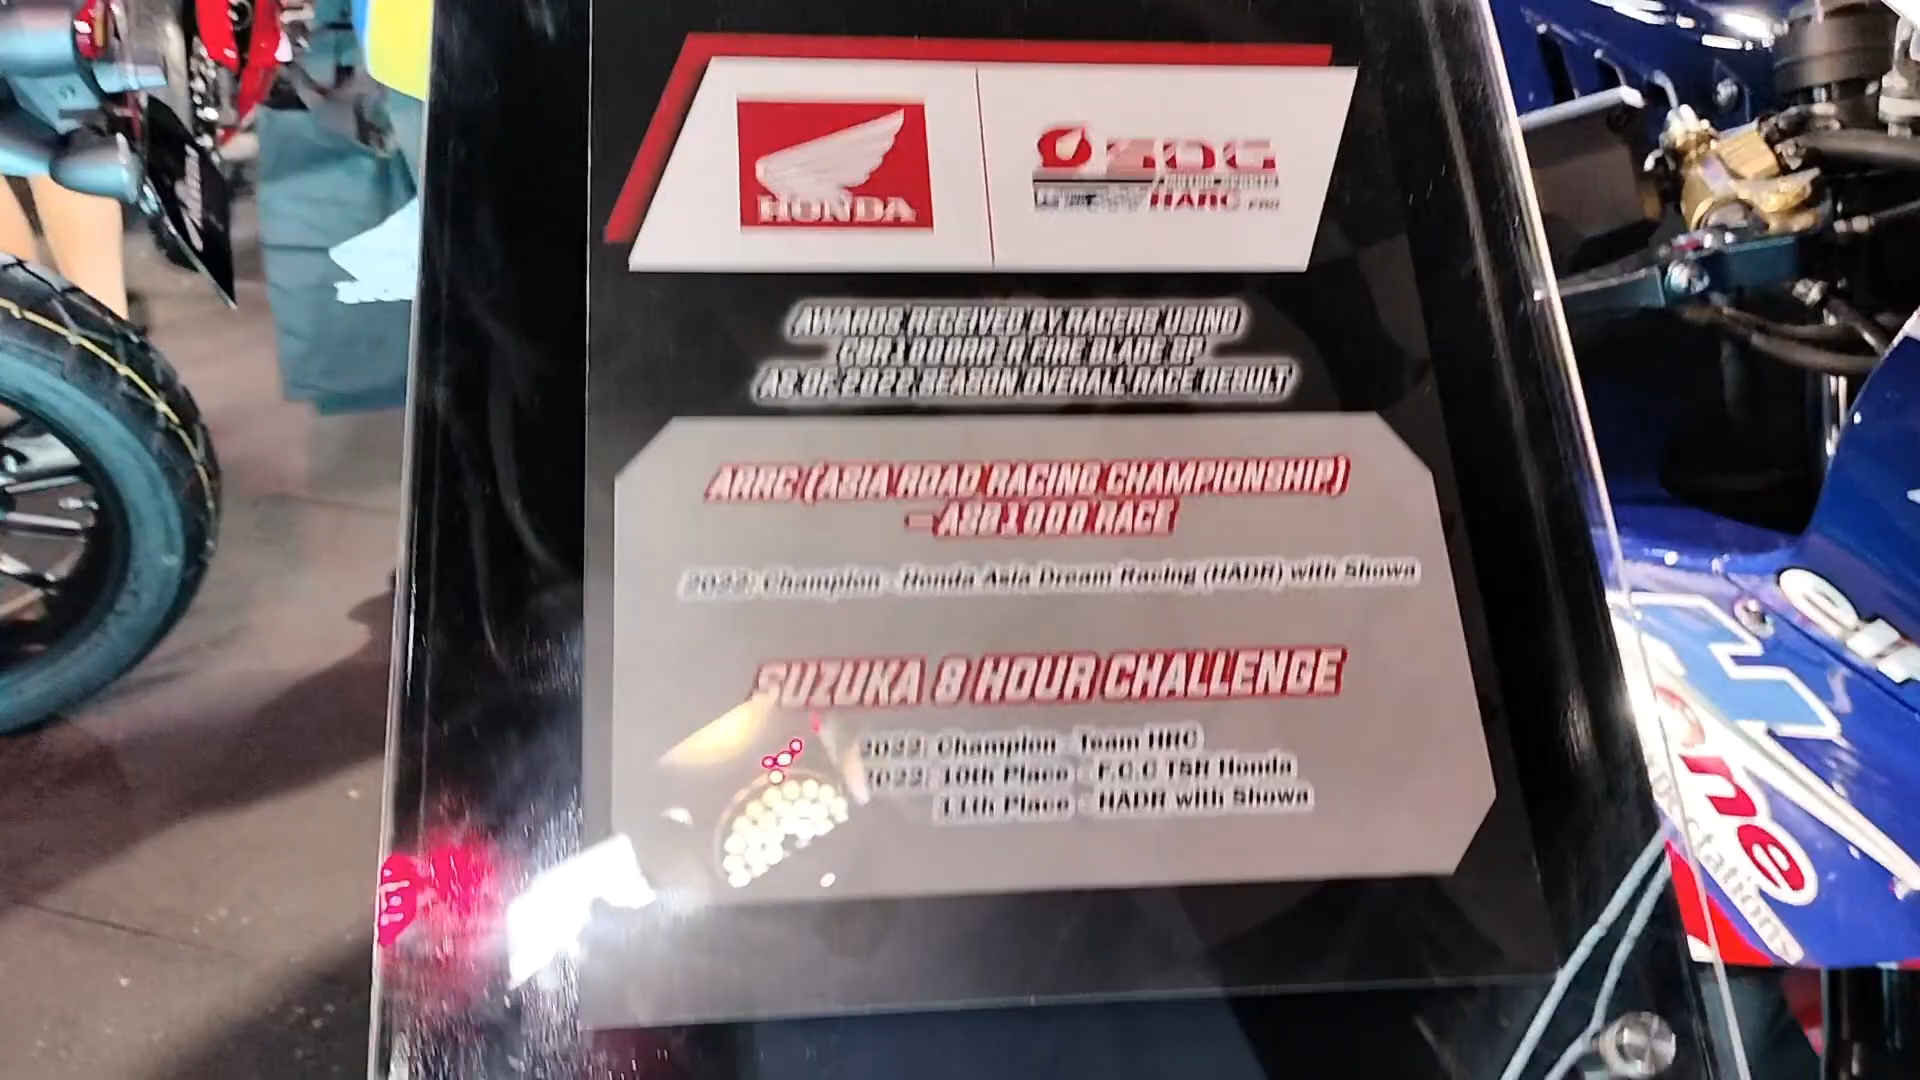 HONDA
SDG
HARC PRO
AWARDS RECEIVED BY RACERS USING
CBR1000RR-R FIRE BLADE SP
AS OF 2022 SEASON OVERALL RACE RESULT
ARRC (ASIA ROAD RACING CHAMPIONSHIP)
– ASB1000 RACE
2022: Champion - Honda Asia Dream Racing (HADR) with Showa
SUZUKA 8 HOUR CHALLENGE
2022: Champion - Team HRC
2022: 10th Place - F.C.C TSR Honda
11th Place - HADR with Showa
ne